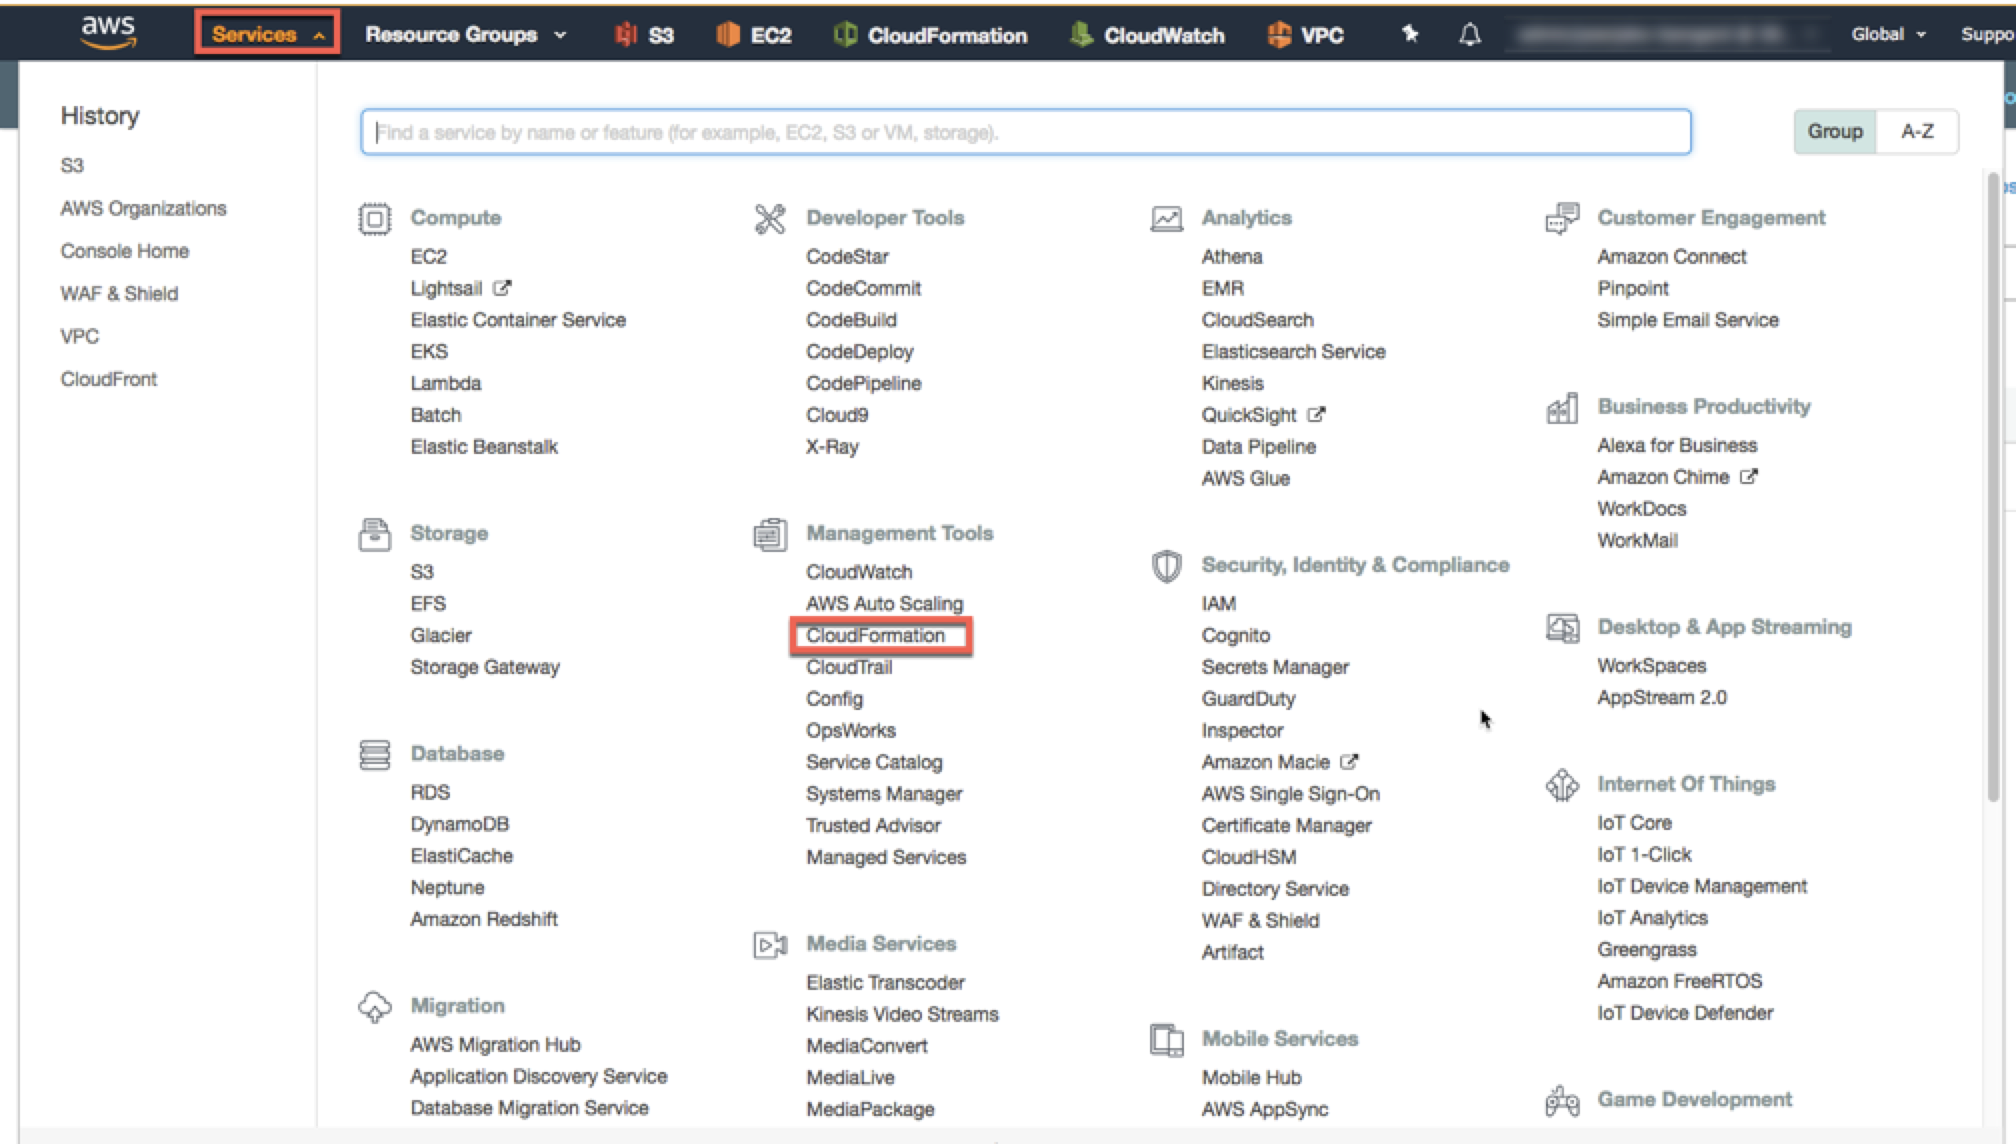 aws
Services
Resource Groups
S3
EC2
CloudFormation
CloudWatch
VPC
Global
Suppo
History
S3
AWS Organizations
Console Home
WAF & Shield
VPC
CloudFront
Find a service by name or feature (for example, EC2, S3 or VM, storage).
Group
A-Z
Compute
EC2
Lightsail
Elastic Container Service
EKS
Lambda
Batch
Elastic Beanstalk
Storage
S3
EFS
Glacier
Storage Gateway
Database
RDS
DynamoDB
ElastiCache
Neptune
Amazon Redshift
Migration
AWS Migration Hub
Application Discovery Service
Database Migration Service
Developer Tools
CodeStar
CodeCommit
CodeBuild
CodeDeploy
CodePipeline
Cloud9
X-Ray
Management Tools
CloudWatch
AWS Auto Scaling
CloudFormation
CloudTrail
Config
OpsWorks
Service Catalog
Systems Manager
Trusted Advisor
Managed Services
Media Services
Elastic Transcoder
Kinesis Video Streams
MediaConvert
MediaLive
MediaPackage
Analytics
Athena
EMR
CloudSearch
Elasticsearch Service
Kinesis
QuickSight
Data Pipeline
AWS Glue
Security, Identity & Compliance
IAM
Cognito
Secrets Manager
GuardDuty
Inspector
Amazon Macie
AWS Single Sign-On
Certificate Manager
CloudHSM
Directory Service
WAF & Shield
Artifact
Mobile Services
Mobile Hub
AWS AppSync
Customer Engagement
Amazon Connect
Pinpoint
Simple Email Service
Business Productivity
Alexa for Business
Amazon Chime
WorkDocs
WorkMail
Desktop & App Streaming
WorkSpaces
AppStream 2.0
Internet Of Things
IoT Core
IoT 1-Click
IoT Device Management
IoT Analytics
Greengrass
Amazon FreeRTOS
IoT Device Defender
Game Development